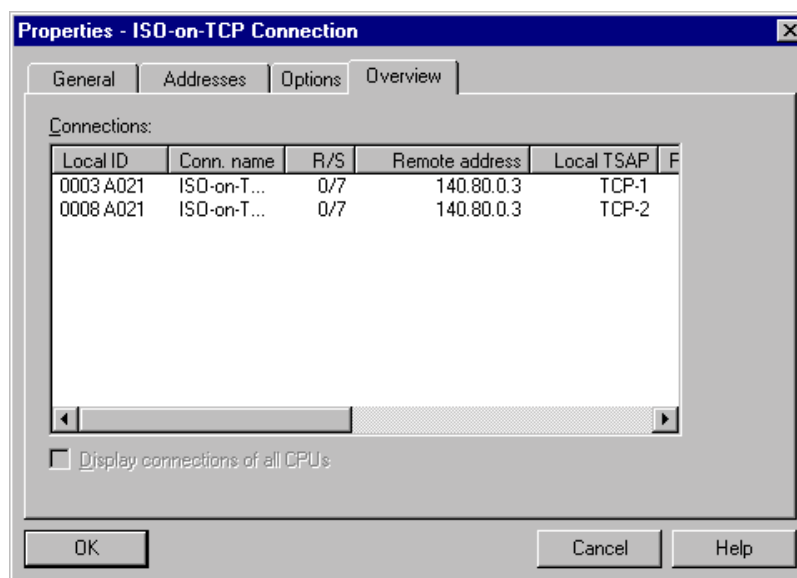 Properties - ISO-on-TCP Connection
General Addresses Options Overview
Connections:
Local ID Conn. name R/S Remote address Local TSAP F
0003 A021 ISO-on-T... 0/7 140.80.0.3 TCP-1
0008 A021 ISO-on-T... 0/7 140.80.0.3 TCP-2
Display connections of all CPUs
OK Cancel Help